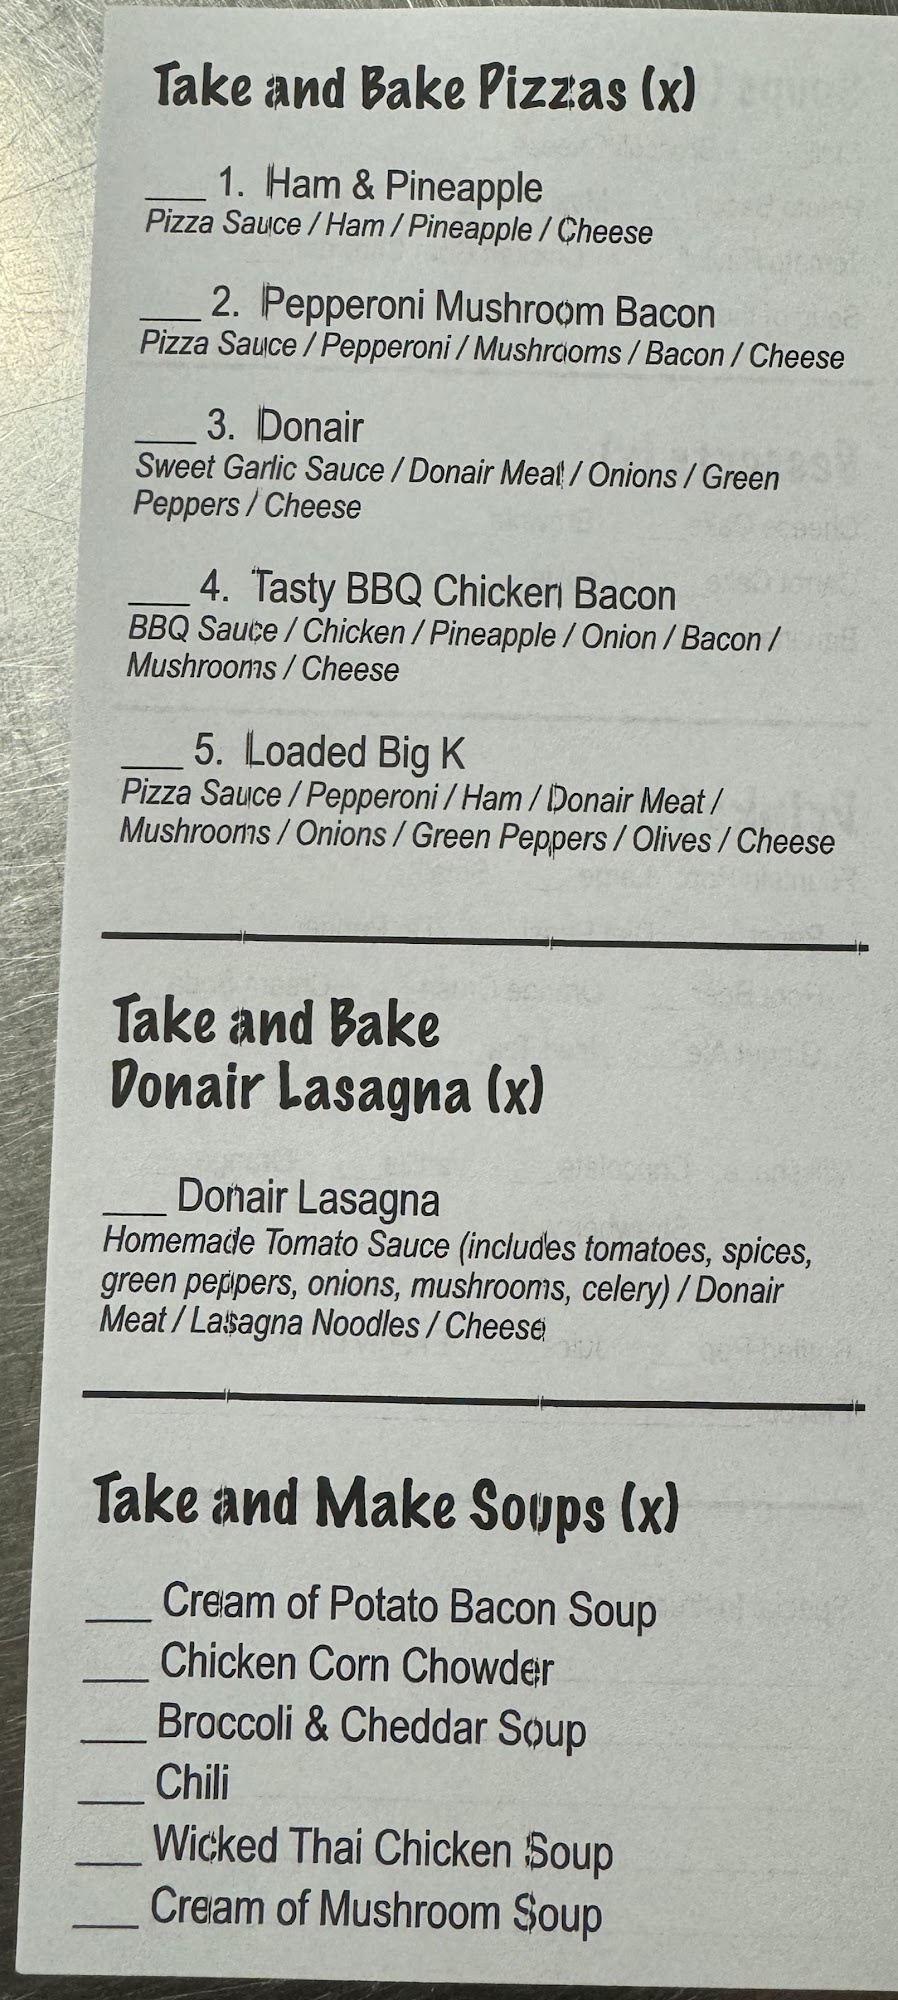 Take and Bake Pizzas (x)
___ 1. Ham & Pineapple
Pizza Sauce / Ham / Pineapple / Cheese
___ 2. Pepperoni Mushroom Bacon
Pizza Sauce / Pepperoni / Mushrooms / Bacon / Cheese
___ 3. Donair
Sweet Garlic Sauce / Donair Meat / Onions / Green
Peppers / Cheese
___ 4. Tasty BBQ Chicken Bacon
BBQ Sauce / Chicken / Pineapple / Onion / Bacon /
Mushrooms / Cheese
___ 5. Loaded Big K
Pizza Sauce / Pepperoni / Ham / Donair Meat /
Mushrooms / Onions / Green Peppers / Olives / Cheese
Take and Bake
Donair Lasagna (x)
___ Donair Lasagna
Homemade Tomato Sauce (includes tomatoes, spices,
green peppers, onions, mushrooms, celery) / Donair
Meat / Lasagna Noodles / Cheese
Take and Make Soups (x)
___ Cream of Potato Bacon Soup
___ Chicken Corn Chowder
___ Broccoli & Cheddar Soup
___ Chili
___ Wicked Thai Chicken Soup
___ Cream of Mushroom Soup